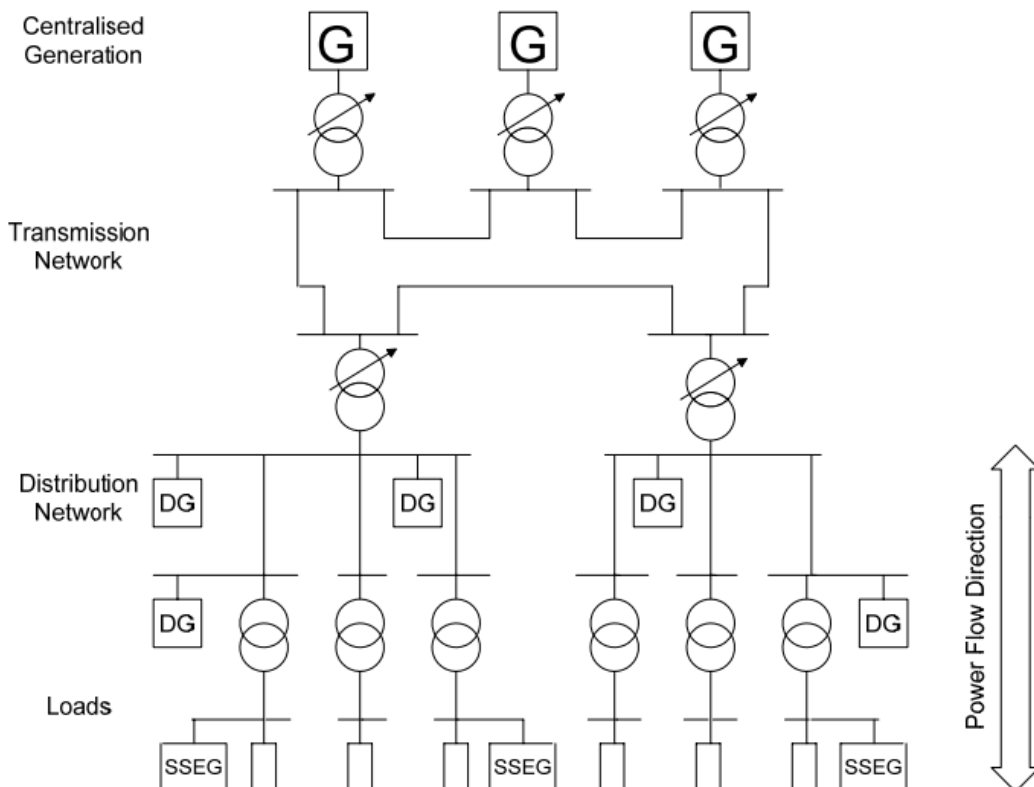 Centralised
Generation
G
G
G
Transmission
Network
Distribution
Network
DG
DG
DG
DG
DG
Power Flow Direction
Loads
SSEG
SSEG
SSEG